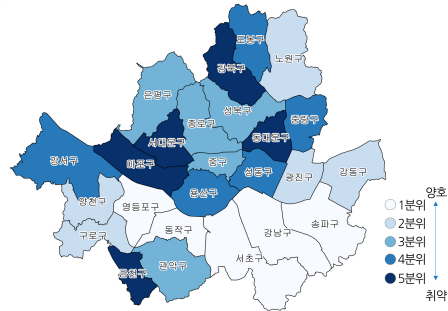 도봉구
노원구
강북구
은평구
성북구
종로구
중랑구
서대문구
동대문구
강서구
마포구
중구
성동구
광진구
강동구
용산구
양천구
영등포구
구로구
동작구
강남구
송파구
서초구
금천구
관악구
양호
1분위
2분위
3분위
4분위
5분위
취약